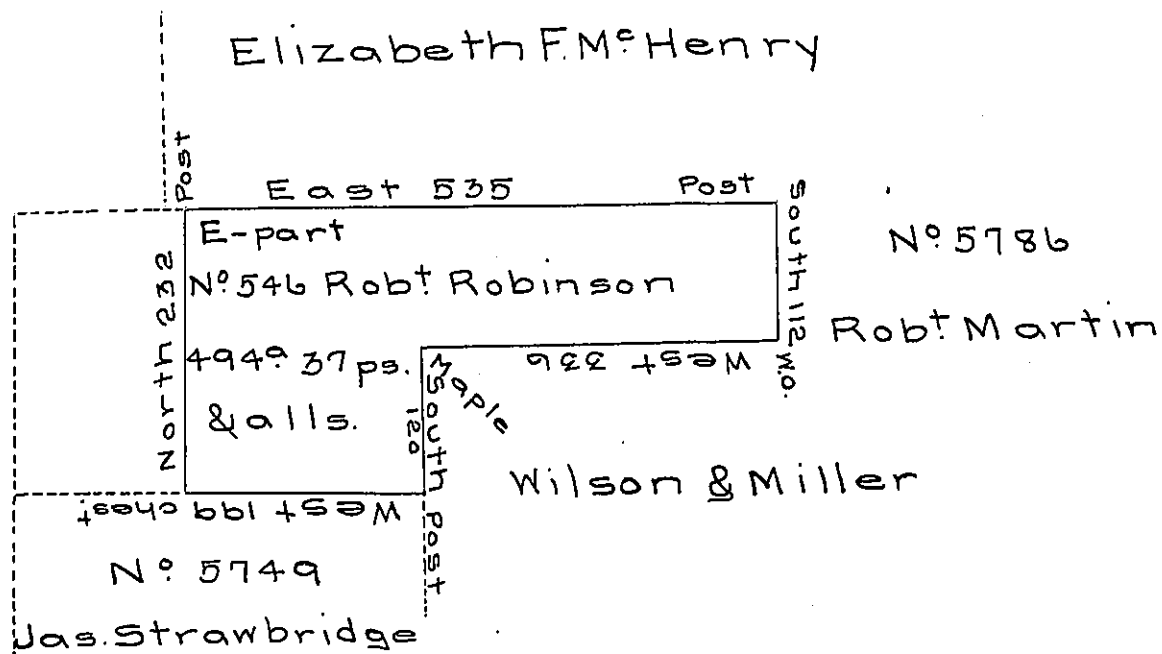 Elizabeth F. Mc Henry
Post
East 535
Post
E-part
No. 546 Robt. Robinson
494a 37 ps.
& alls.
North 232
South 112
W.O.
No. 5786
Robt Martin
West 336
Maple
South 120
Post
Wilson & Miller
West 199 chest
No. 5749
Jas. Strawbridge